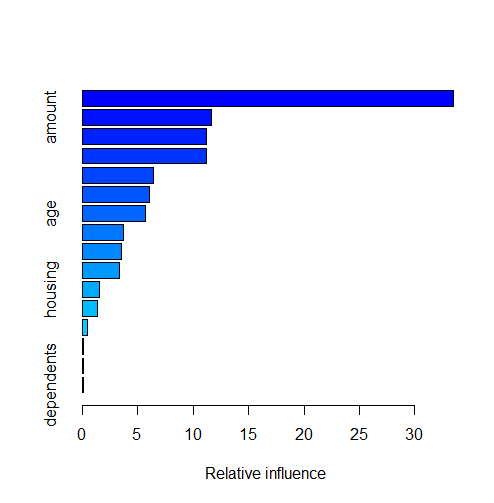 amount
age
housing
dependents
0 5 10 15 20 25 30
Relative influence